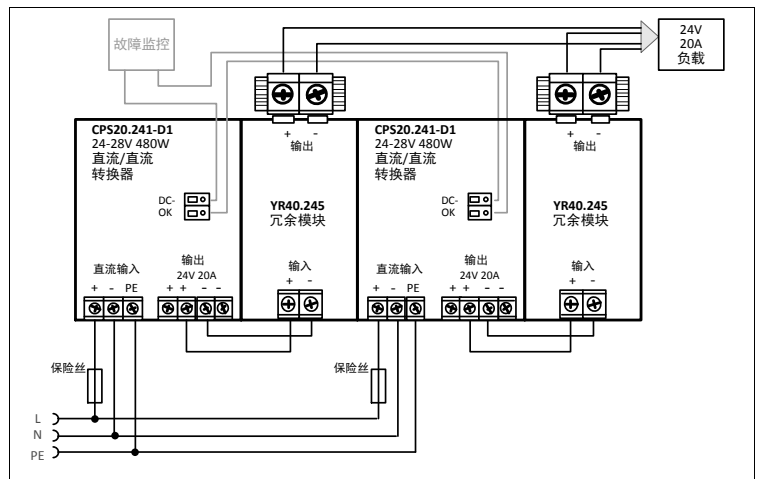 故障监控
24V
20A
负载
CPS20.241-D1
24-28V 480W
直流/直流
转换器
DC-
OK
直流输入
+ - PE
输出
24V 20A
+ + - -
+ -
输出
YR40.245
冗余模块
输入
+ -
CPS20.241-D1
24-28V 480W
直流/直流
转换器
DC-
OK
直流输入
+ - PE
输出
24V 20A
+ + - -
+ -
输出
YR40.245
冗余模块
输入
+ -
保险丝
保险丝
L
N
PE